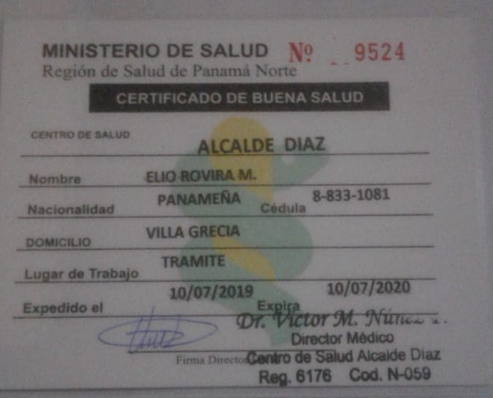 MINISTERIO DE SALUD Nº 9524
Región de Salud de Panamá Norte
CERTIFICADO DE BUENA SALUD
CENTRO DE SALUD ALCALDE DIAZ
Nombre ELIO ROVIRA M.
Nacionalidad PANAMEÑA Cédula 8-833-1081
DOMICILIO VILLA GRECIA
Lugar de Trabajo TRAMITE
Expedido el 10/07/2019 Expira 10/07/2020
Dr. Victor M. Núñez
Director Médico
Firma Director Centro de Salud Alcalde Diaz
Reg. 6176 Cod. N-059